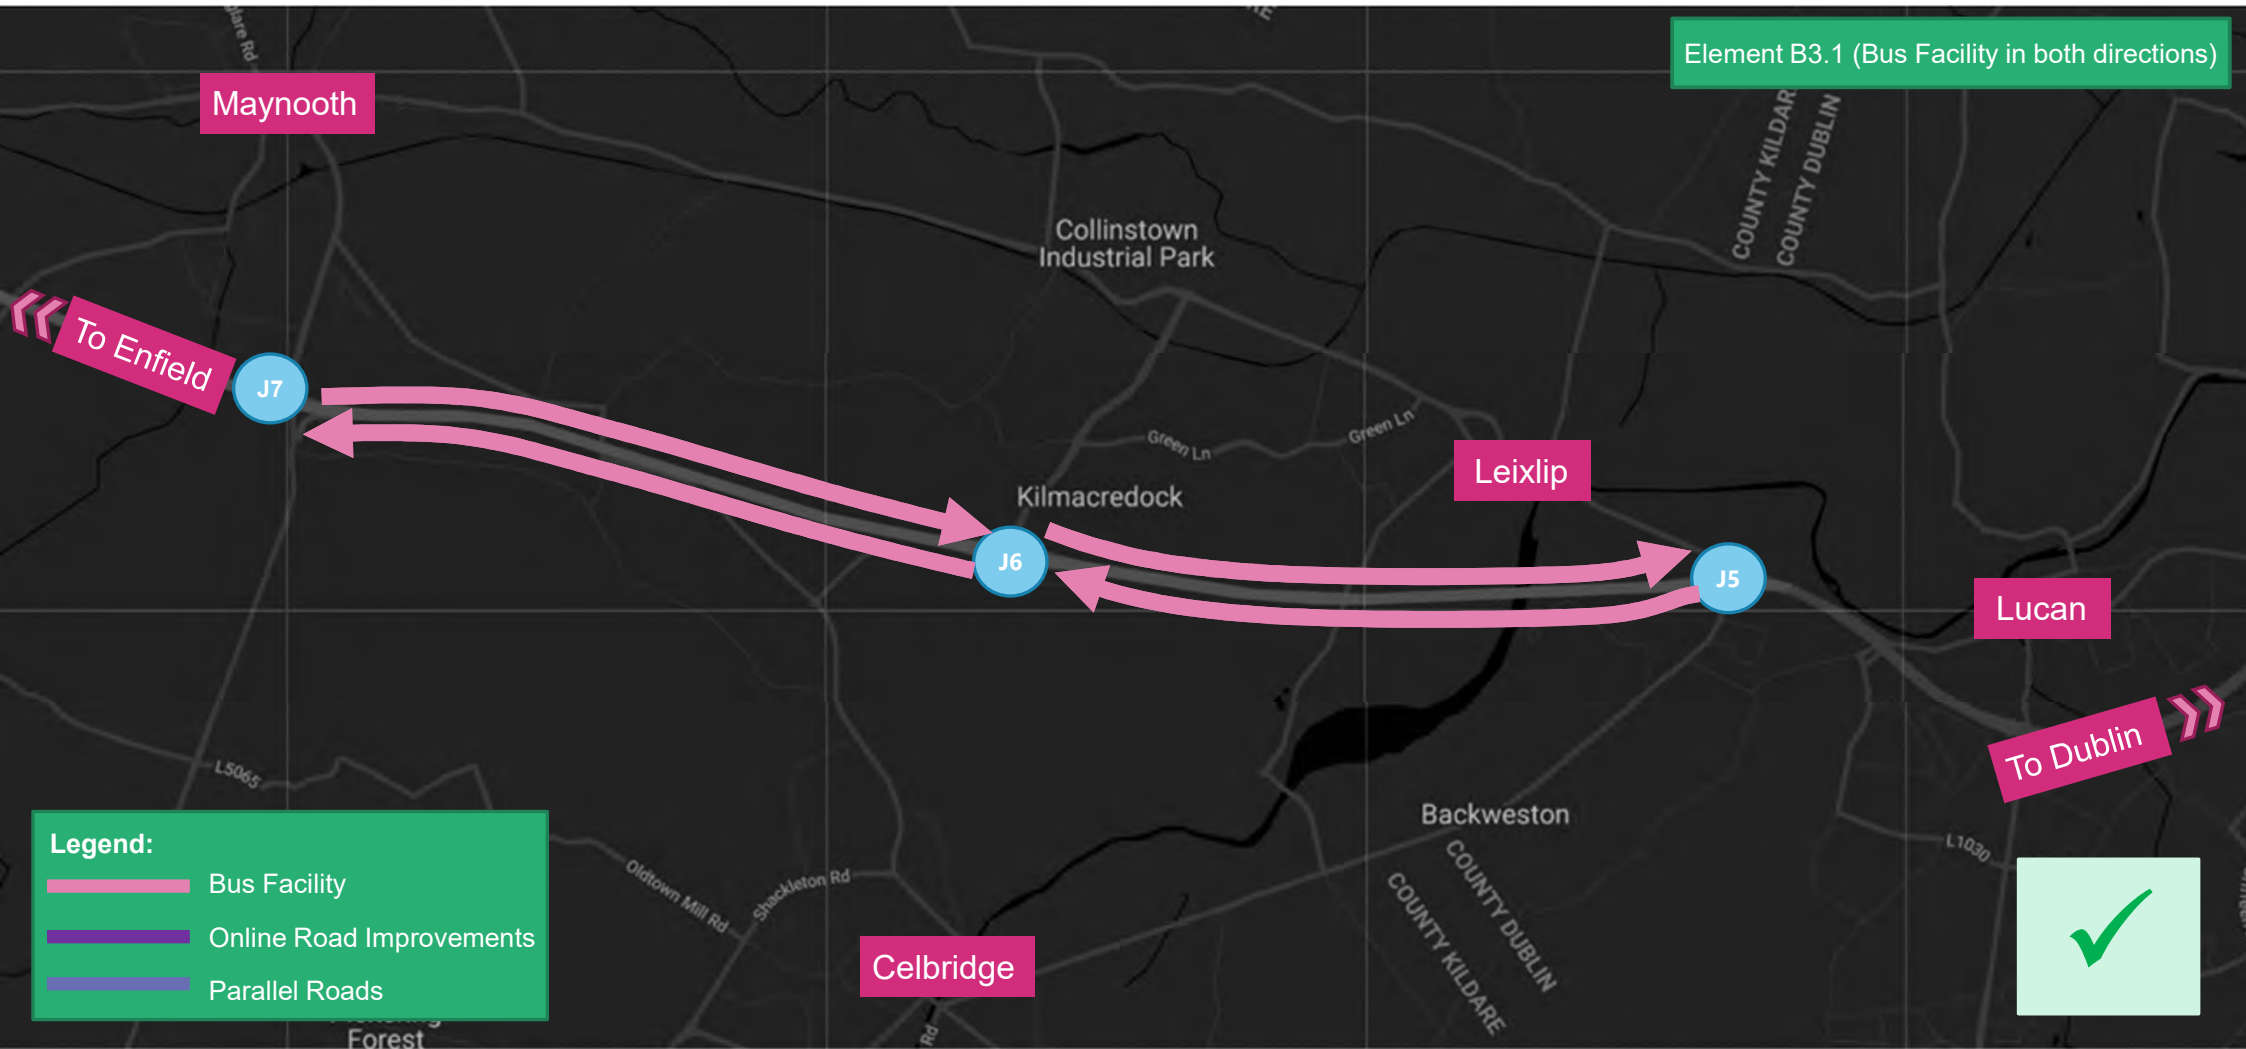 Element B3.1 (Bus Facility in both directions)
Maynooth
COUNTY KILDARE
COUNTY DUBLIN
Collinstown
Industrial Park
To Enfield
J7
Green Ln
Green Ln
Leixlip
Kilmacredock
J6
J5
Lucan
To Dublin
L5065
Backweston
L1030
Legend:
Bus Facility
Online Road Improvements
Parallel Roads
Oldtown Mill Rd
Shackleton Rd
COUNTY DUBLIN
COUNTY KILDARE
Celbridge
Forest
Rd